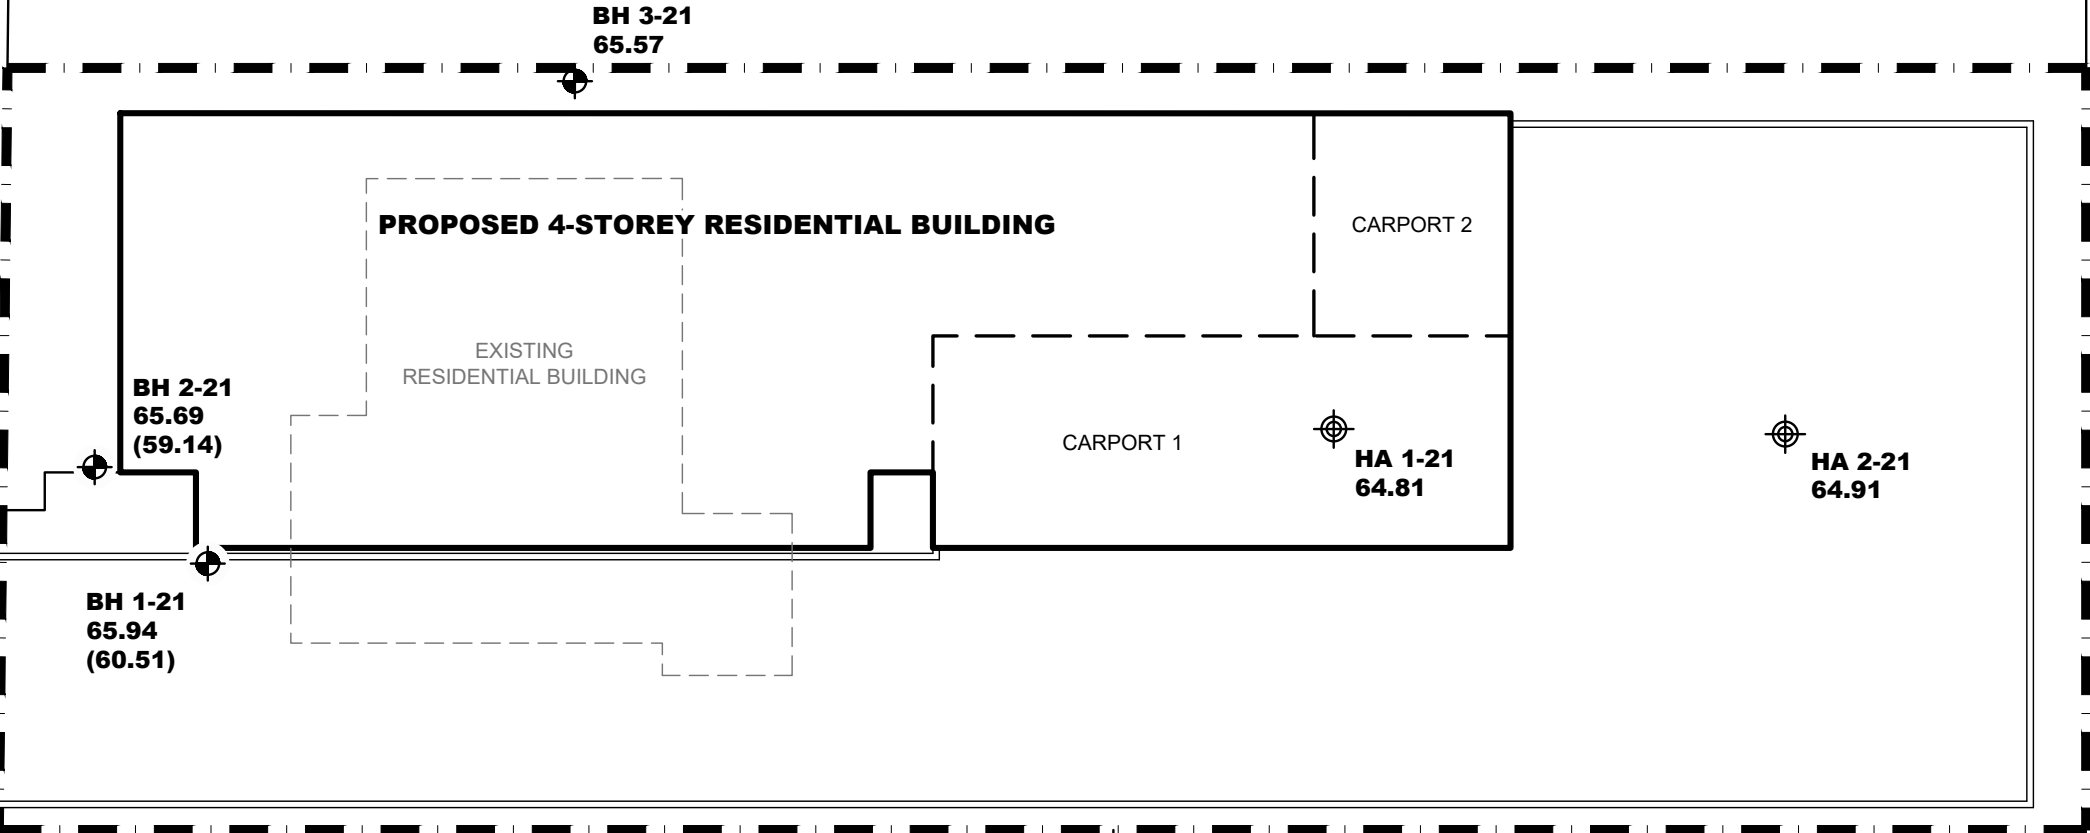 BH 3-21
65.57
PROPOSED 4-STOREY RESIDENTIAL BUILDING
CARPORT 2
EXISTING
RESIDENTIAL BUILDING
BH 2-21
65.69
(59.14)
CARPORT 1
HA 1-21
64.81
HA 2-21
64.91
BH 1-21
65.94
(60.51)